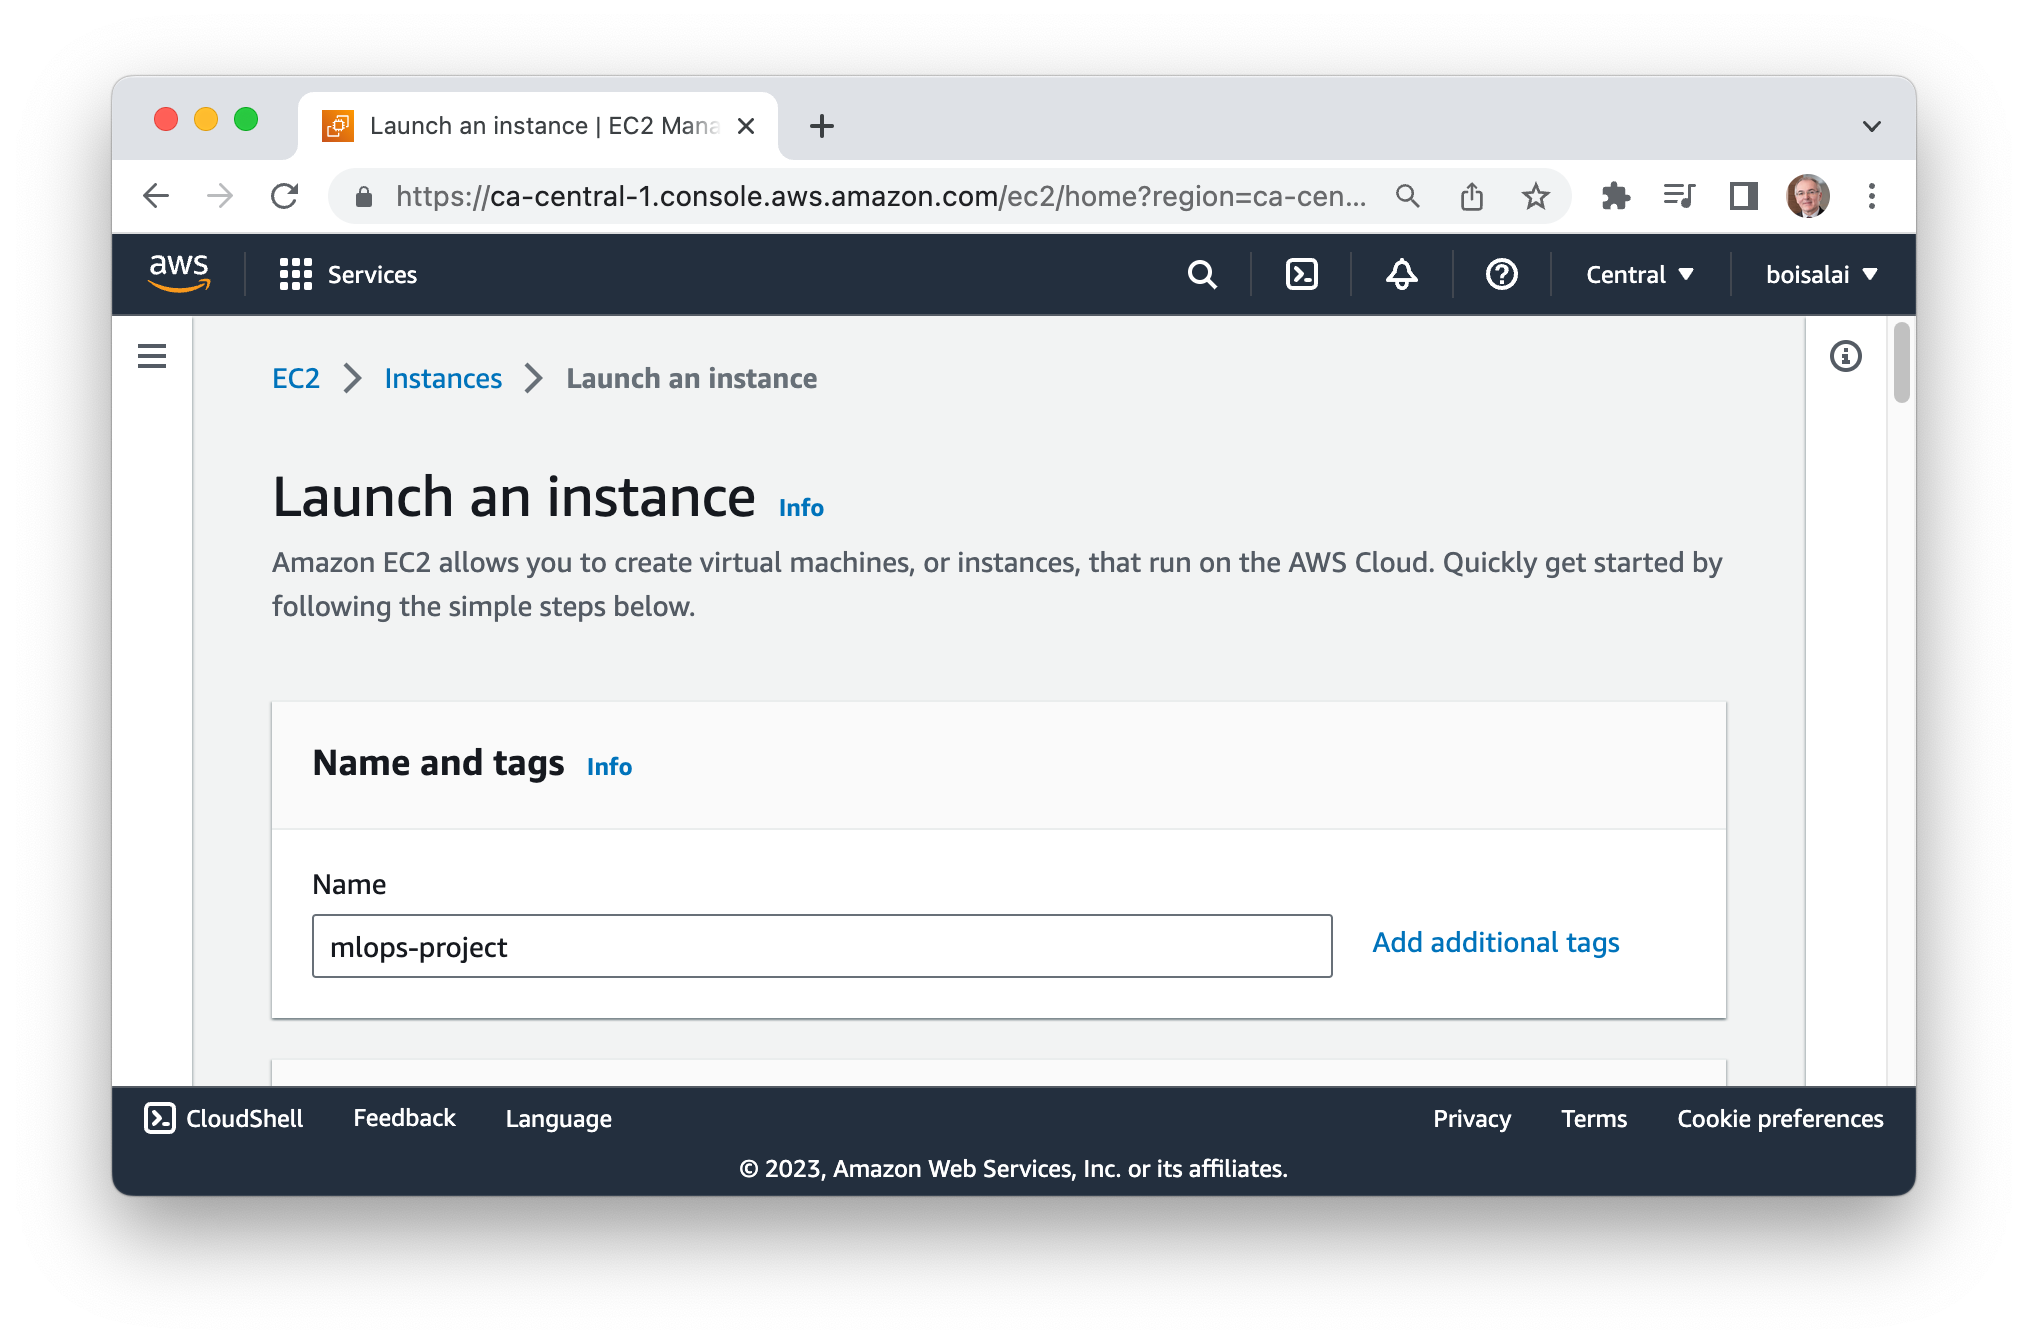 Launch an instance | EC2 Mana
https://ca-central-1.console.aws.amazon.com/ec2/home?region=ca-cen...
aws Services Central boisalai
EC2 Instances Launch an instance
Launch an instance Info
Amazon EC2 allows you to create virtual machines, or instances, that run on the AWS Cloud. Quickly get started by
following the simple steps below.
Name and tags Info
Name
mlops-project Add additional tags
CloudShell Feedback Language Privacy Terms Cookie preferences
© 2023, Amazon Web Services, Inc. or its affiliates.